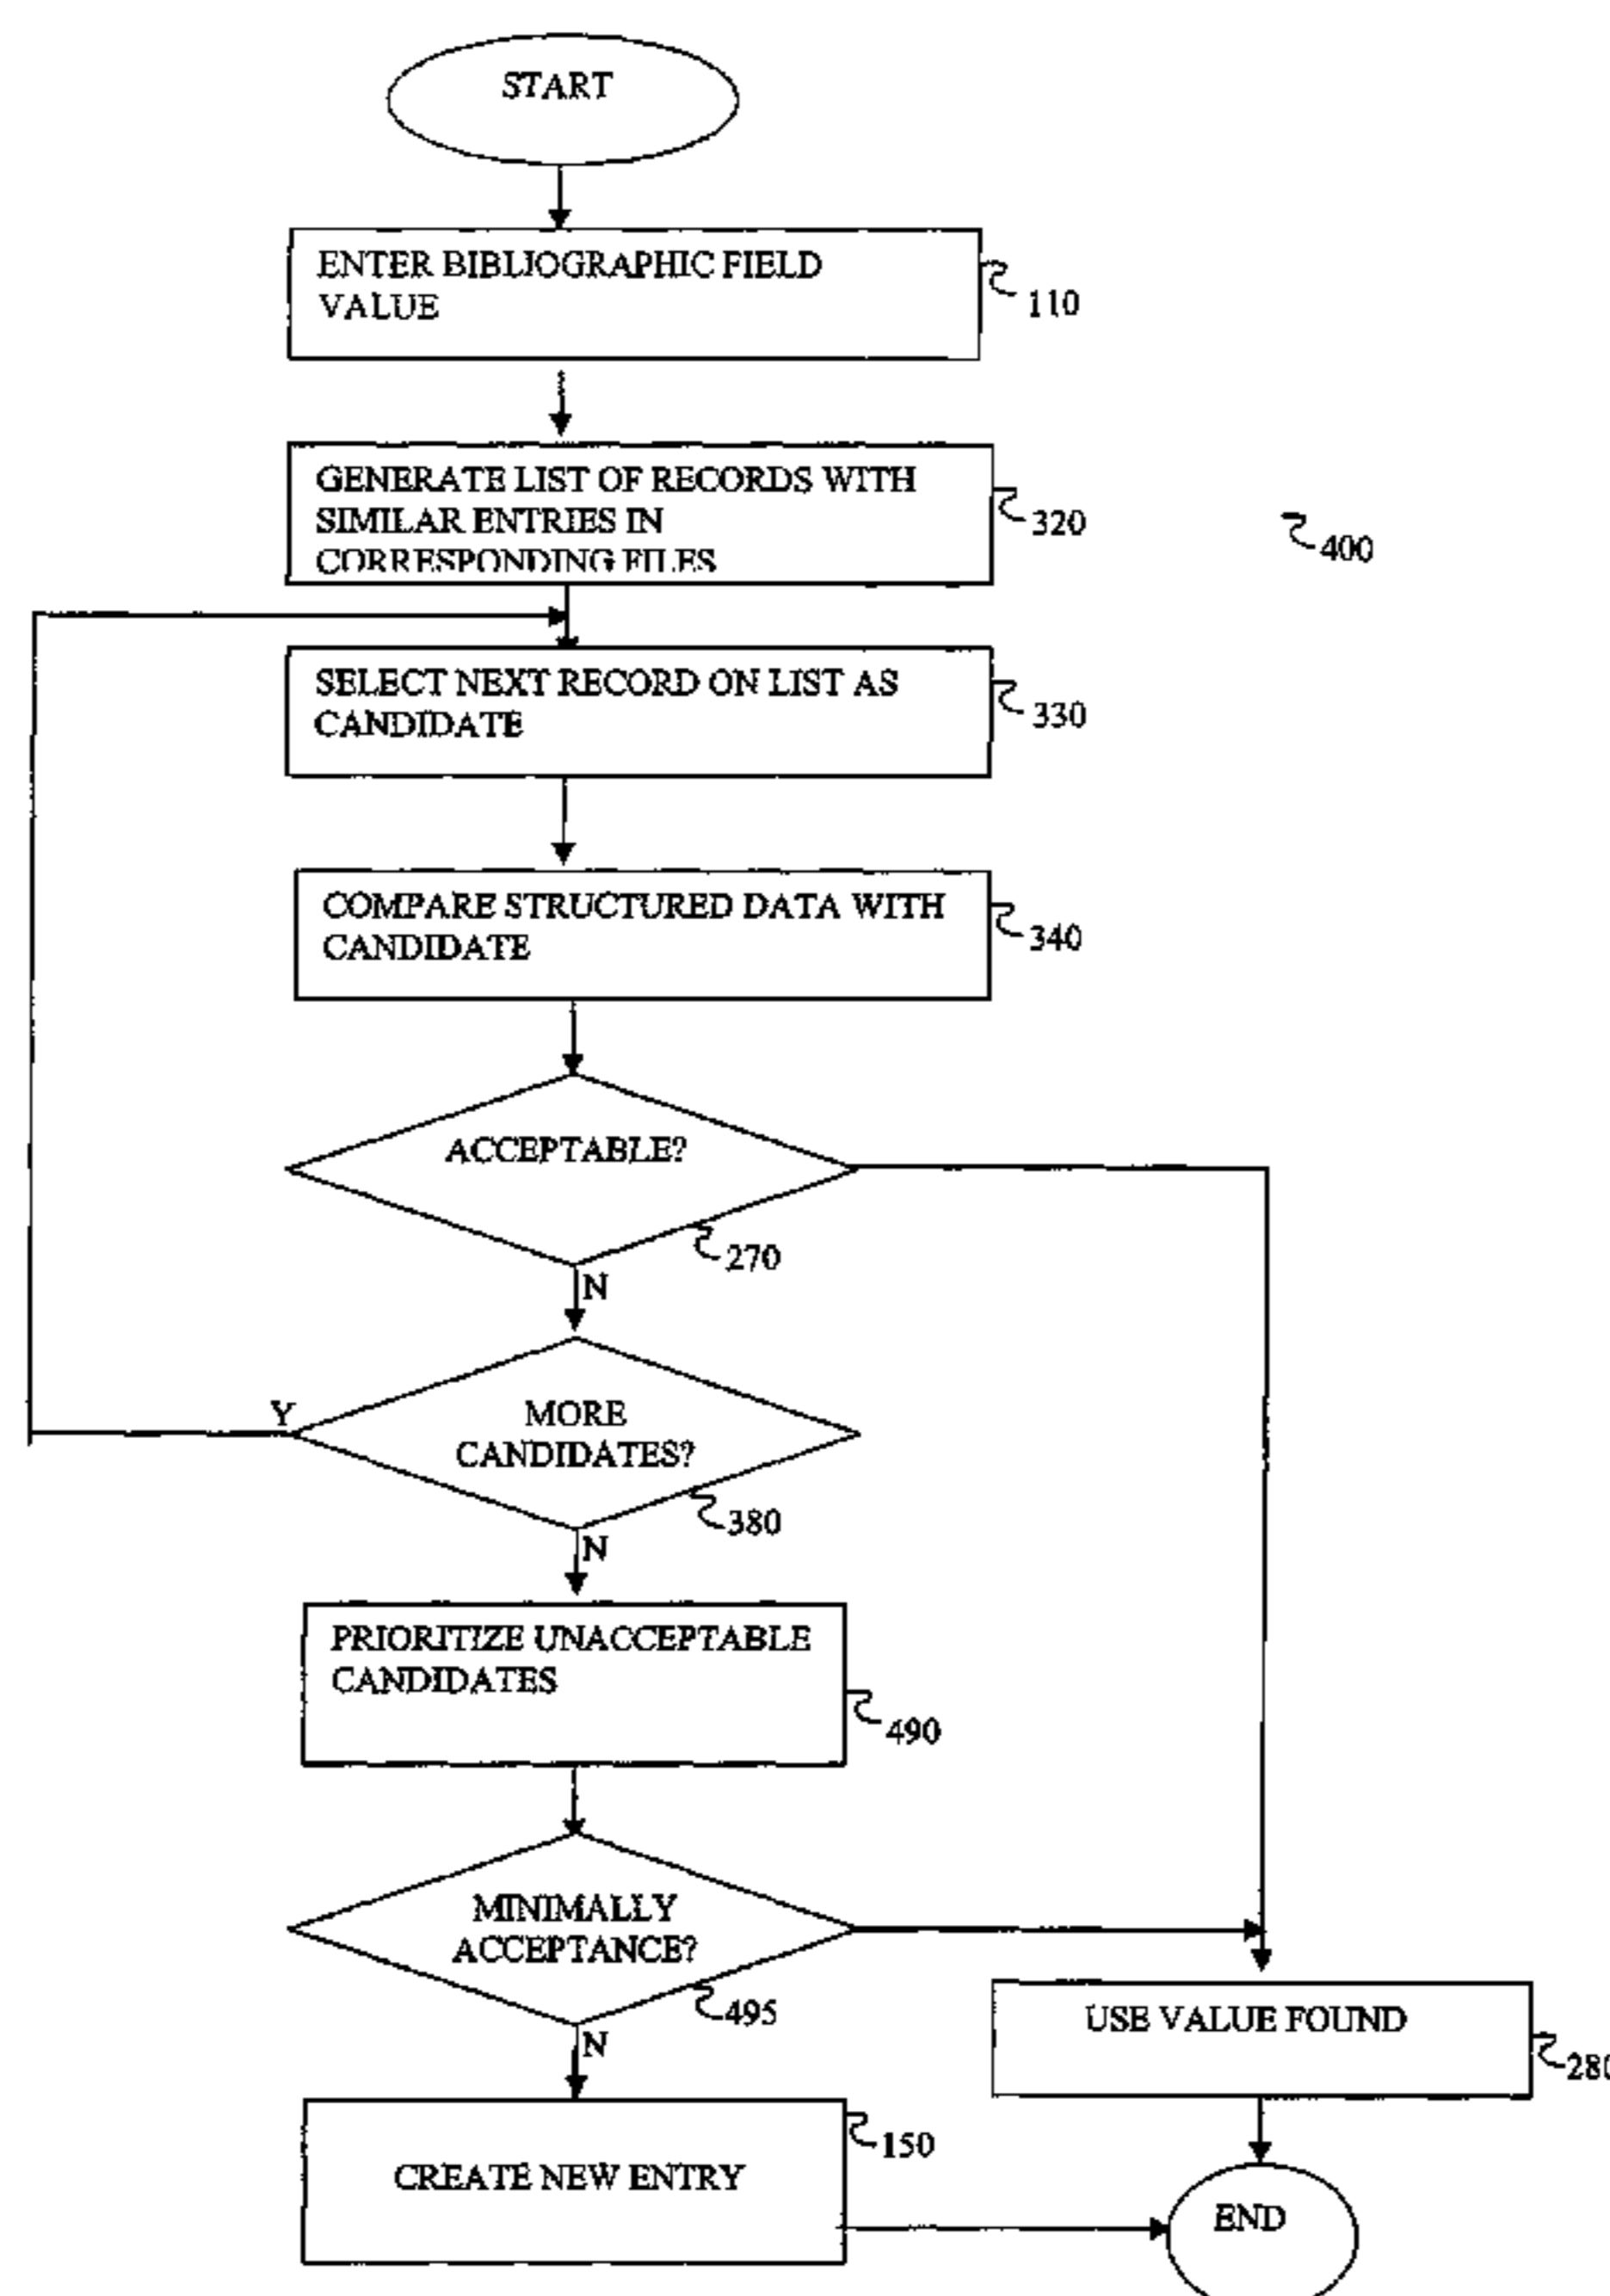 START
ENTER BIBLIOGRAPHIC FIELD
VALUE
110
GENERATE LIST OF RECORDS WITH
SIMILAR ENTRIES IN
CORRESPONDING FILES
320
400
SELECT NEXT RECORD ON LIST AS
CANDIDATE
330
COMPARE STRUCTURED DATA WITH
CANDIDATE
340
ACCEPTABLE?
270
N
Y
MORE
CANDIDATES?
380
N
PRIORITIZE UNACCEPTABLE
CANDIDATES
490
MINIMALLY
ACCEPTANCE?
495
N
USE VALUE FOUND
280
150
CREATE NEW ENTRY
END